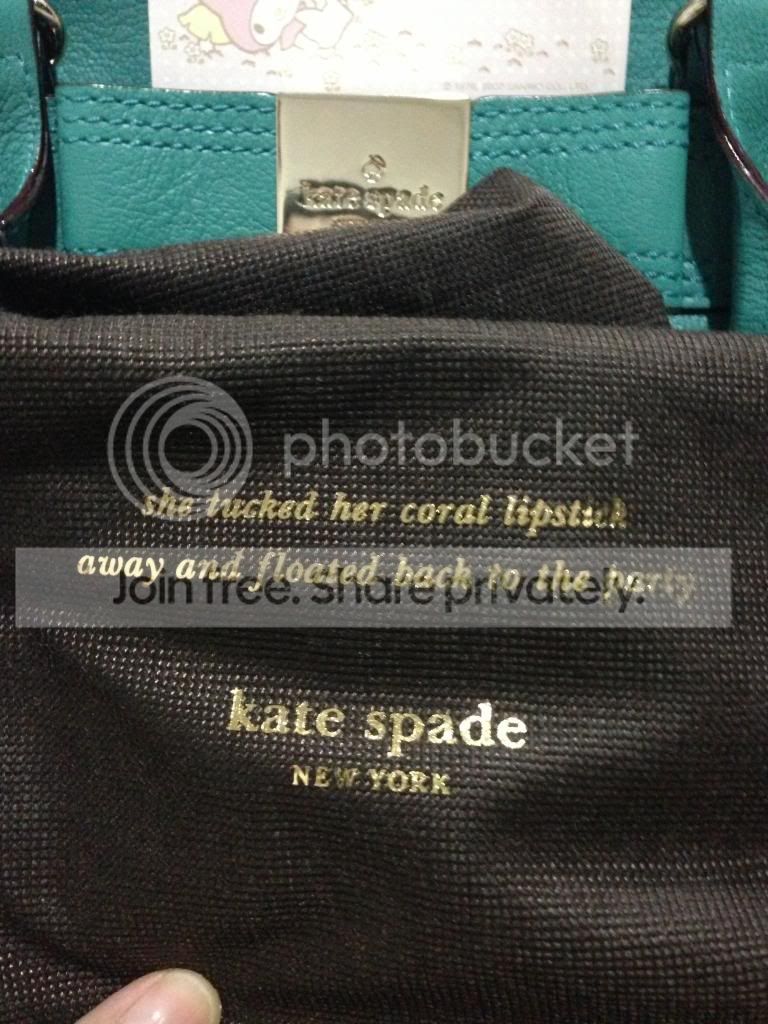 kate spade
photobucket
she tucked her coral lipstick
away and floated back to the party
Join free. Share privately.
kate spade
NEW YORK